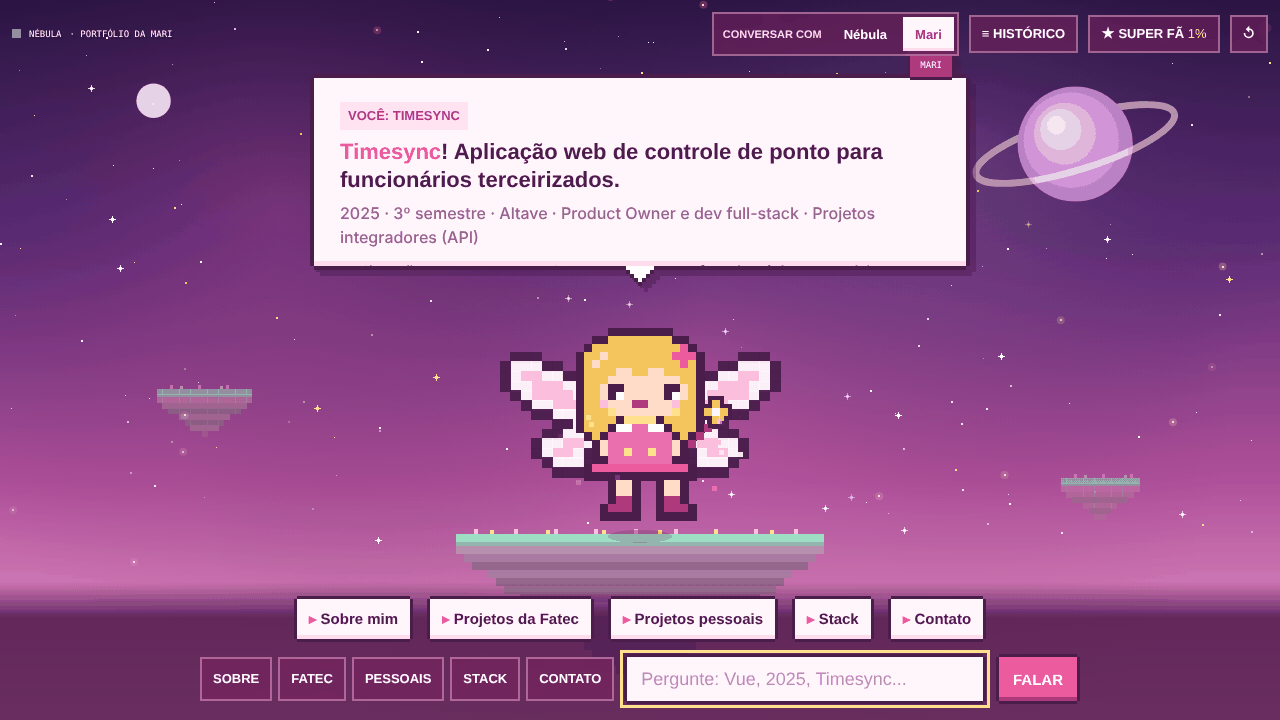 NÉBULA · PORTFÓLIO DA MARI
CONVERSAR COM Nébula Mari
≡ HISTÓRICO
★ SUPER FÃ 1%
MARI
VOCÊ: TIMESYNC
Timesync! Aplicação web de controle de ponto para
funcionários terceirizados.
2025 · 3º semestre · Altave · Product Owner e dev full-stack · Projetos
integradores (API)
▸ Sobre mim
▸ Projetos da Fatec
▸ Projetos pessoais
▸ Stack
▸ Contato
SOBRE
FATEC
PESSOAIS
STACK
CONTATO
Pergunte: Vue, 2025, Timesync...
FALAR